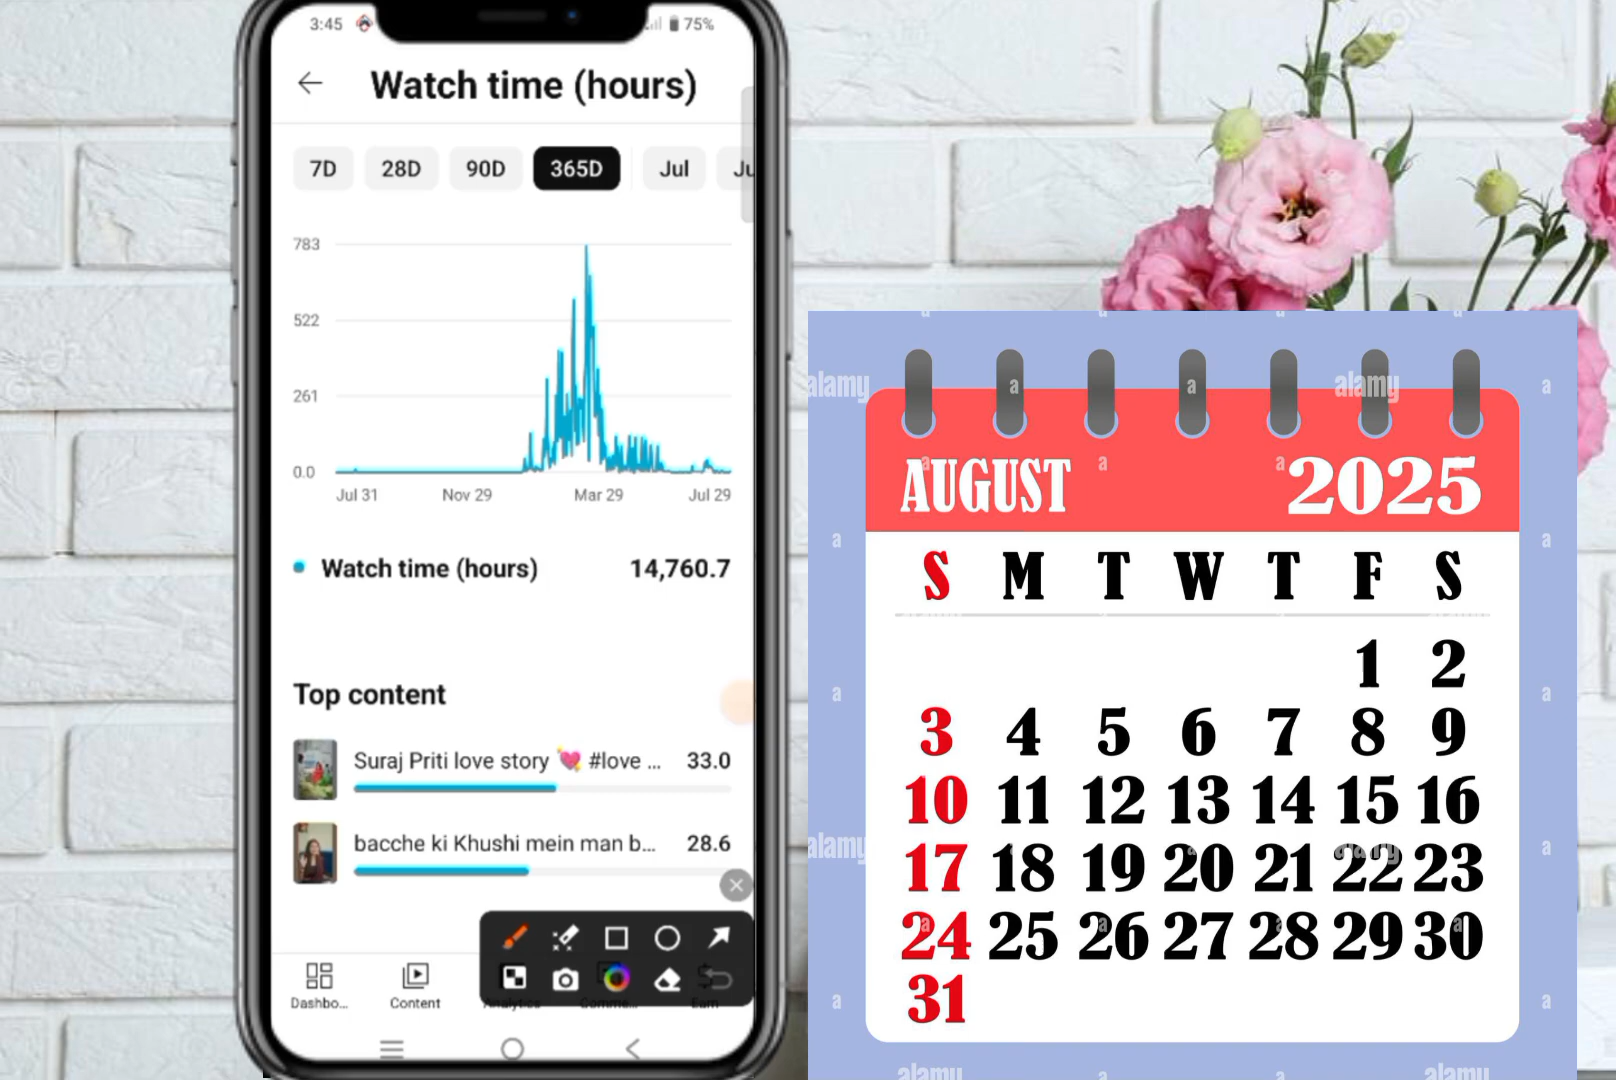 3:45
75%
Watch time (hours)
7D 28D 90D 365D Jul
783
522
261
0.0
Jul 31 Nov 29 Mar 29 Jul 29
Watch time (hours) 14,760.7
Top content
Suraj Priti love story 💘 #love ... 33.0
bacche ki Khushi mein man b... 28.6
Dashbo... Content Analytics Comme... Earn
alamy a a alamy a
AUGUST 2025
S M T W T F S
1 2
3 4 5 6 7 8 9
10 11 12 13 14 15 16
17 18 19 20 21 22 23
24 25 26 27 28 29 30
31
alamy alamy